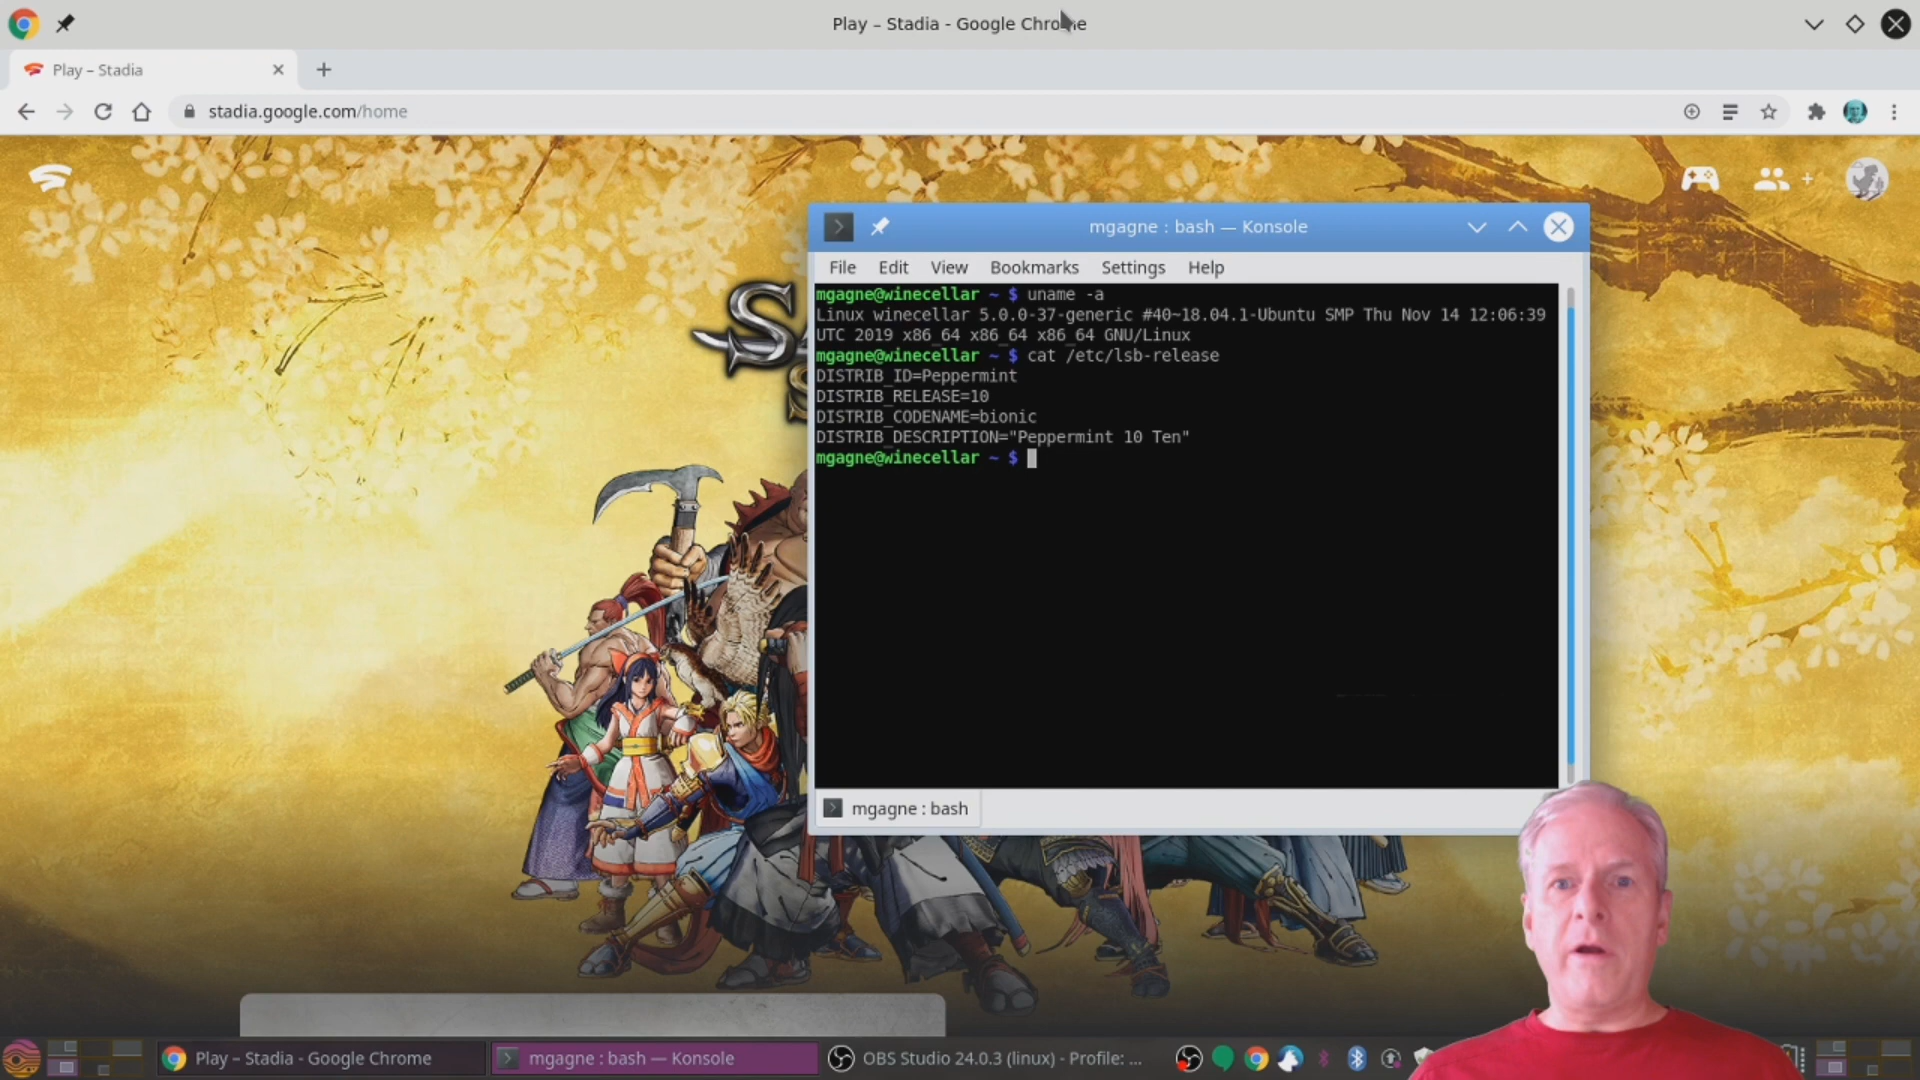 Play – Stadia - Google Chrome
Play – Stadia
stadia.google.com/home
mgagne : bash — Konsole
File Edit View Bookmarks Settings Help
mgagne@winecellar ~ $ uname -a
Linux winecellar 5.0.0-37-generic #40~18.04.1-Ubuntu SMP Thu Nov 14 12:06:39
UTC 2019 x86_64 x86_64 x86_64 GNU/Linux
mgagne@winecellar ~ $ cat /etc/lsb-release
DISTRIB_ID=Peppermint
DISTRIB_RELEASE=10
DISTRIB_CODENAME=bionic
DISTRIB_DESCRIPTION="Peppermint 10 Ten"
mgagne@winecellar ~ $
mgagne : bash
Play – Stadia - Google Chrome
mgagne : bash — Konsole
OBS Studio 24.0.3 (linux) - Profile: ...